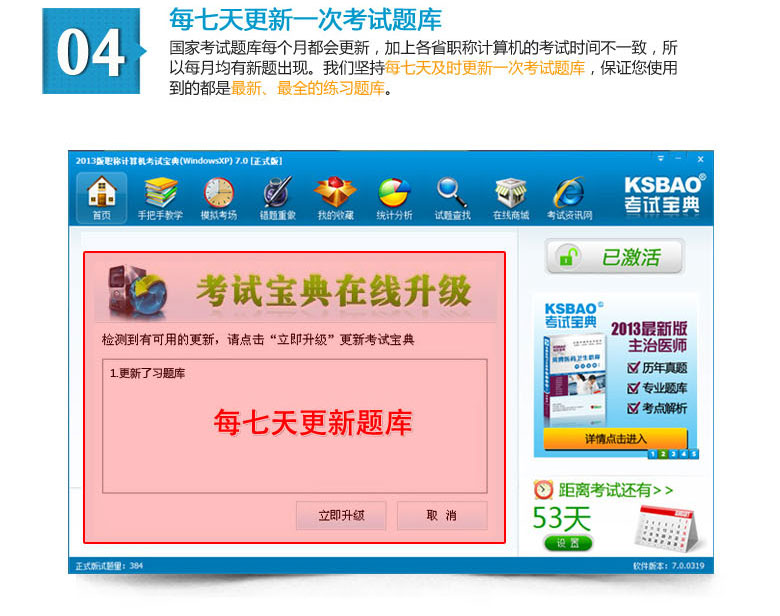 04
每七天更新一次考试题库
国家考试题库每个月都会更新，加上各省职称计算机的考试时间不一致，所
以每月均有新题出现。我们坚持每七天及时更新一次考试题库，保证您使用
到的都是最新、最全的练习题库。
2013版职称计算机考试宝典(WindowsXP) 7.0 [正式版]
首页 手把手教学 模拟考场 错题重做 我的收藏 统计分析 试题查找 在线商城 考试资讯网
KSBAO®
考试宝典
已激活
考试宝典在线升级
检测到有可用的更新，请点击“立即升级”更新考试宝典
1.更新了习题库
每七天更新题库
立即升级 取 消
KSBAO®
考试宝典
2013最新版
主治医师
KSBAO
历年真题
专业题库
考点解析
详情点击进入
1 2 3 4 5
距离考试还有>>
53天
设 置
正式版试题量：384
软件版本：7.0.0319